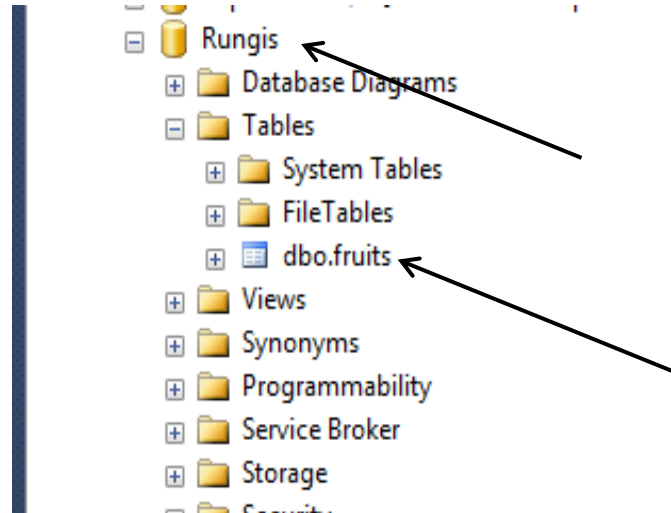 Rungis
Database Diagrams
Tables
System Tables
FileTables
dbo.fruits
Views
Synonyms
Programmability
Service Broker
Storage